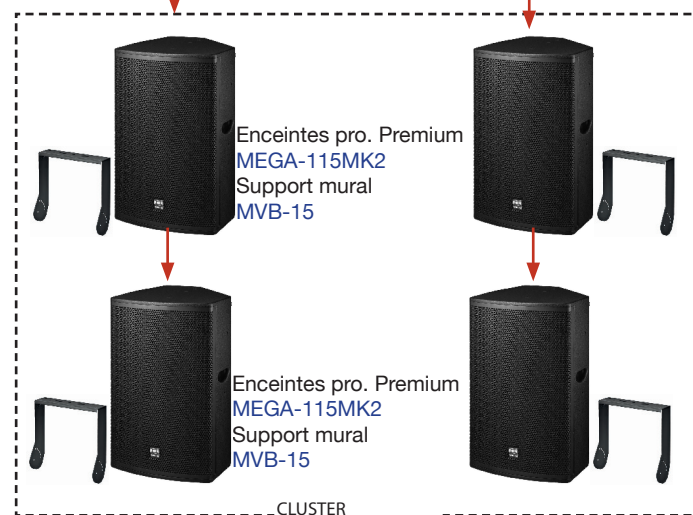 Enceintes pro. Premium
MEGA-115MK2
Support mural
MVB-15
Enceintes pro. Premium
MEGA-115MK2
Support mural
MVB-15
CLUSTER